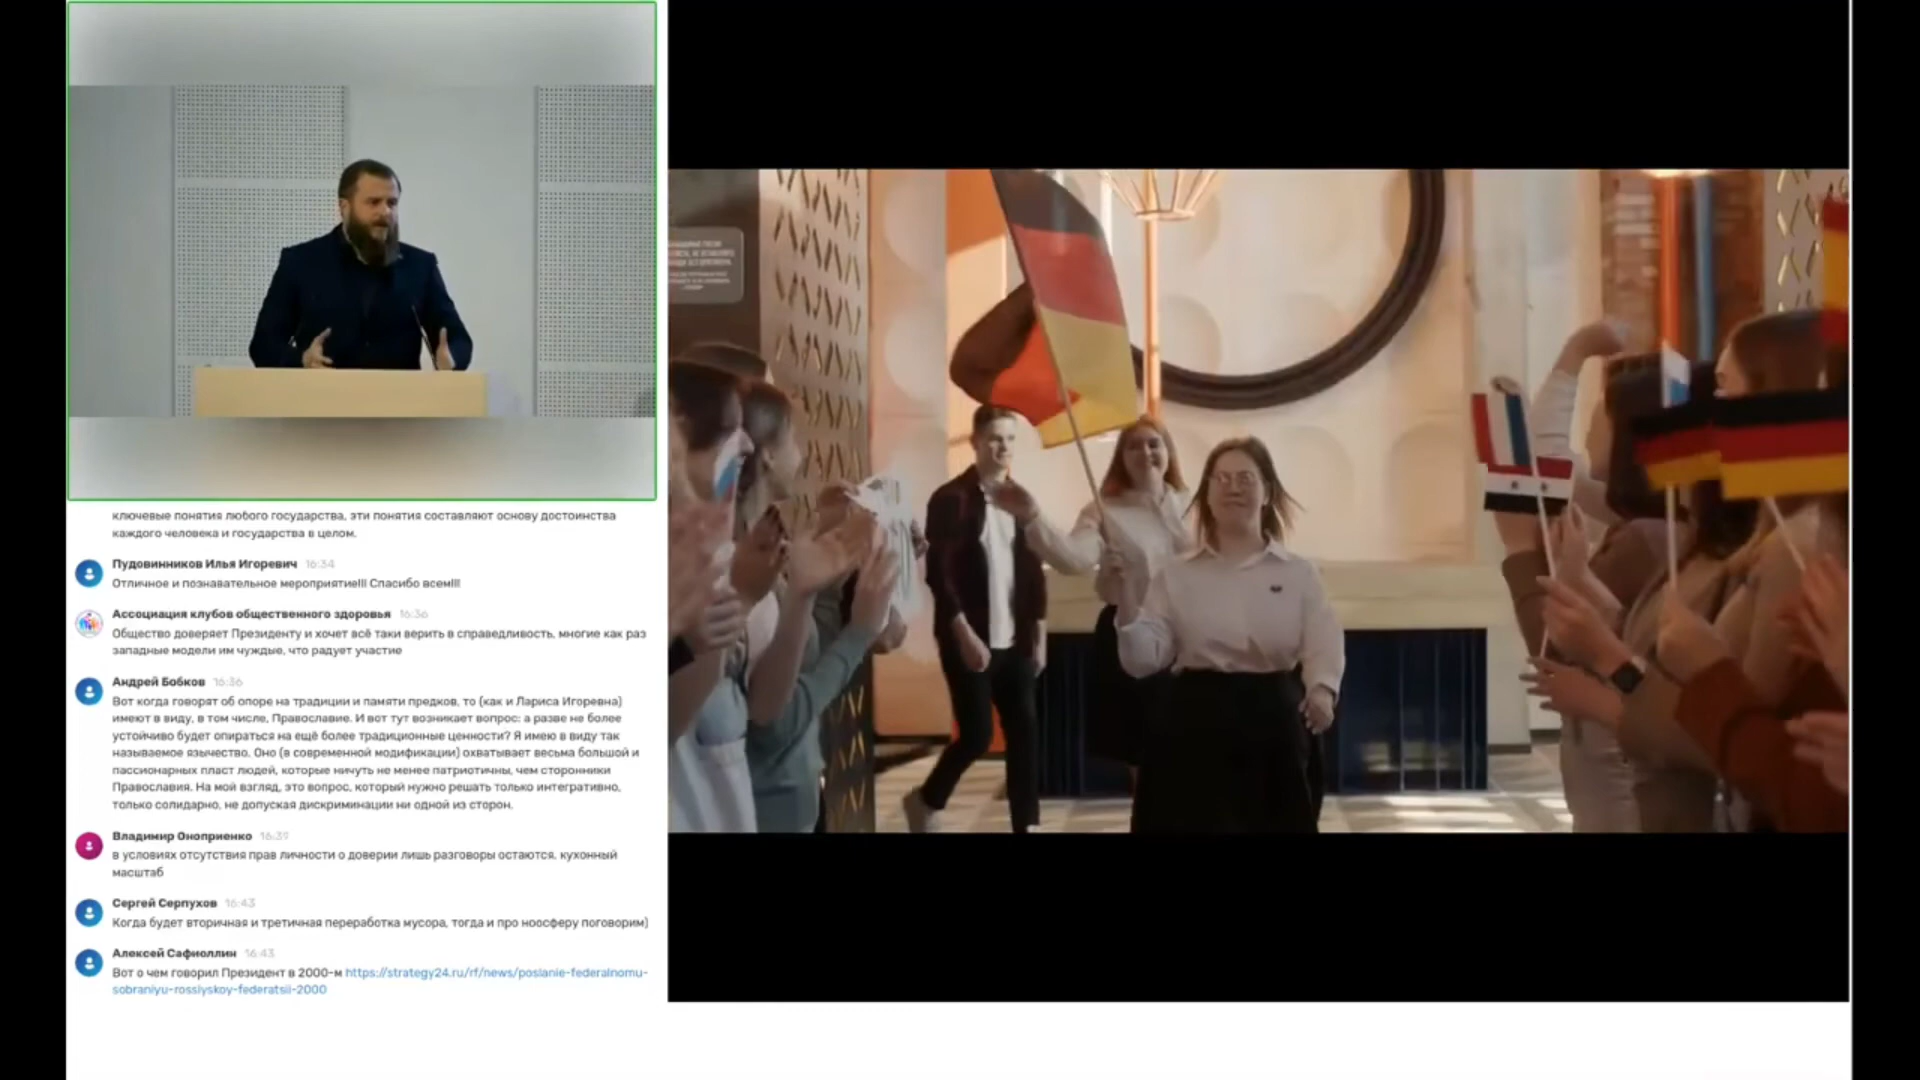 ключевые понятия любого государства, эти понятия составляют основу достоинства
каждого человека и государства в целом.
Пудовинников Илья Игоревич 16:34
Отличное и познавательное мероприятие!!! Спасибо всем!!!
Ассоциация клубов общественного здоровья 16:36
Общество доверяет Президенту и хочет всё таки верить в справедливость, многие как раз
западные модели им чуждые, что радует участие
Андрей Бобков 16:36
Вот когда говорят об опоре на традиции и памяти предков, то (как и Лариса Игоревна)
имеют в виду, в том числе, Православие. И вот тут возникает вопрос: а разве не более
устойчиво будет опираться на ещё более традиционные ценности? Я имею в виду так
называемое язычество. Оно (в современной модификации) охватывает весьма большой и
пассионарных пласт людей, которые ничуть не менее патриотичны, чем сторонники
Православия. На мой взгляд, это вопрос, который нужно решать только интегративно,
только солидарно, не допуская дискриминации ни одной из сторон.
Владимир Оноприенко 16:39
в условиях отсутствия прав личности о доверии лишь разговоры остаются, кухонный
масштаб
Сергей Серпухов 16:43
Когда будет вторичная и третичная переработка мусора, тогда и про ноосферу поговорим)
Алексей Сафиоллин 16:43
Вот о чем говорил Президент в 2000-м https://strategy24.ru/rf/news/poslanie-federalnomu-
sobraniyu-rossiyskoy-federatsii-2000